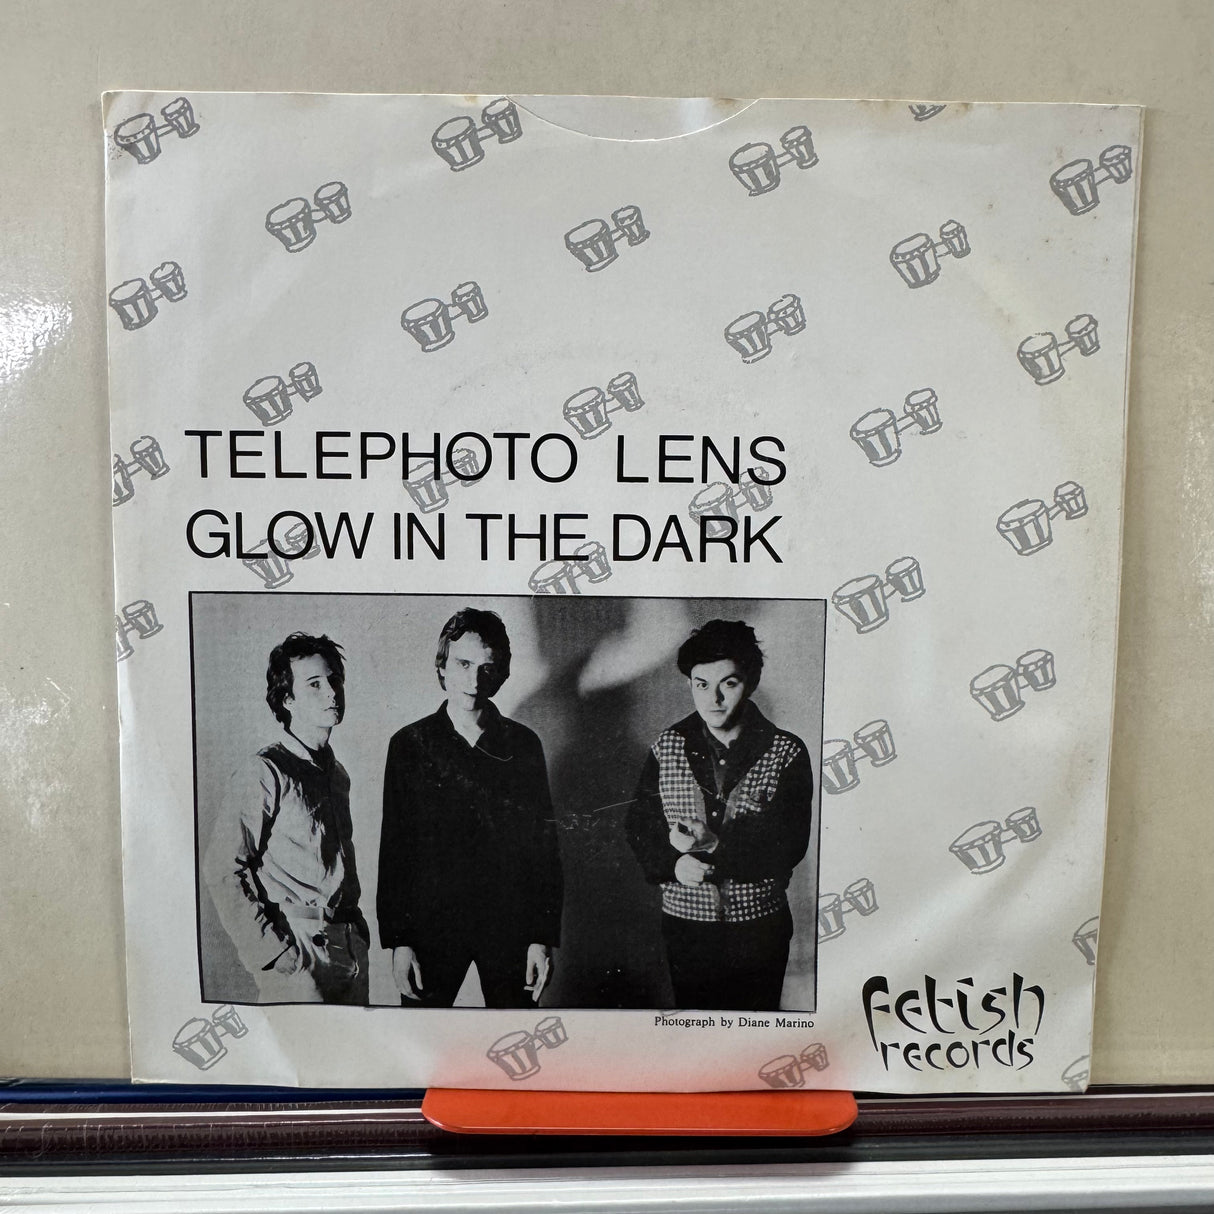 TELEPHOTO LENS
GLOW IN THE DARK
Photograph by Diane Marino
fetish
records